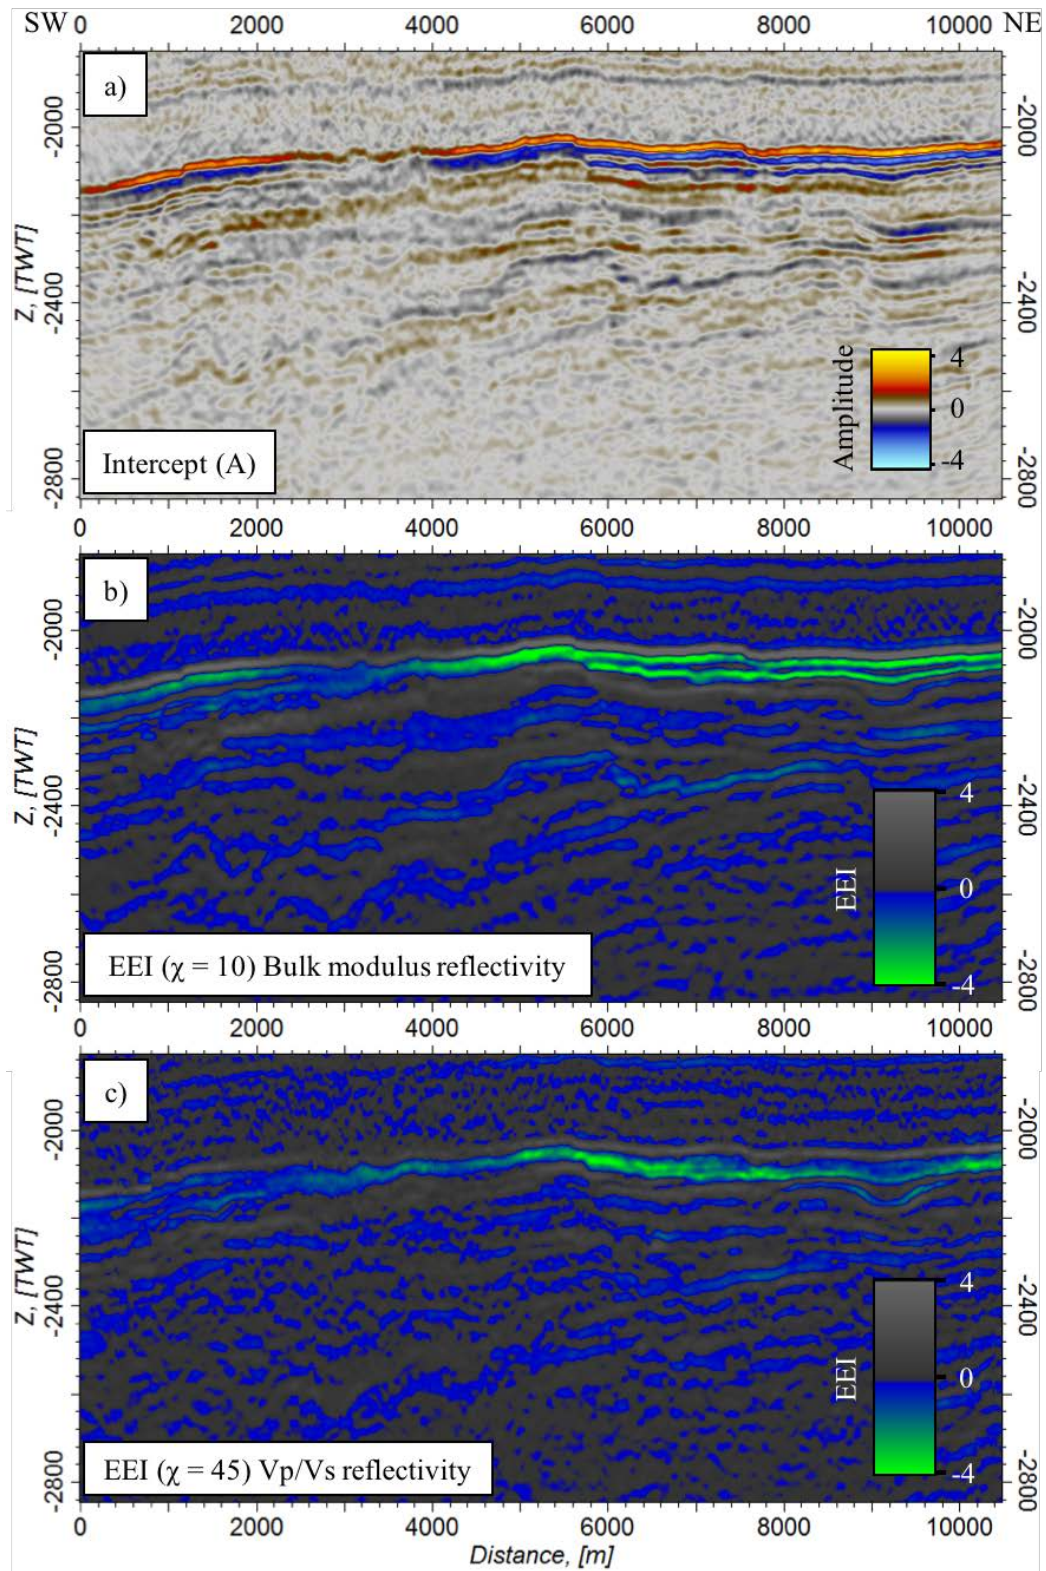 SW 0 2000 4000 6000 8000 10000 NE
a)
-2000
-2400
-2800
Z, [TWT]
-2000
-2400
-2800
Amplitude
4
0
-4
Intercept (A)
0 2000 4000 6000 8000 10000
b)
-2000
-2400
-2800
Z, [TWT]
-2000
-2400
-2800
EEI
4
0
-4
EEI (χ = 10) Bulk modulus reflectivity
0 2000 4000 6000 8000 10000
c)
-2000
-2400
-2800
Z, [TWT]
-2000
-2400
-2800
EEI
4
0
-4
EEI (χ = 45) Vp/Vs reflectivity
0 2000 4000 6000 8000 10000
Distance, [m]